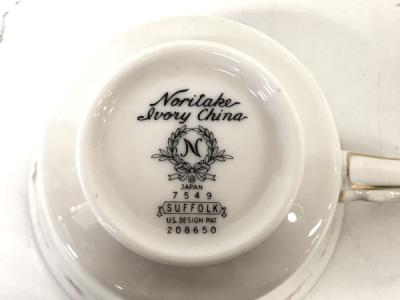 Noritake
Ivory China
N
JAPAN
7549
SUFFOLK
U.S. DESIGN PAT.
208650